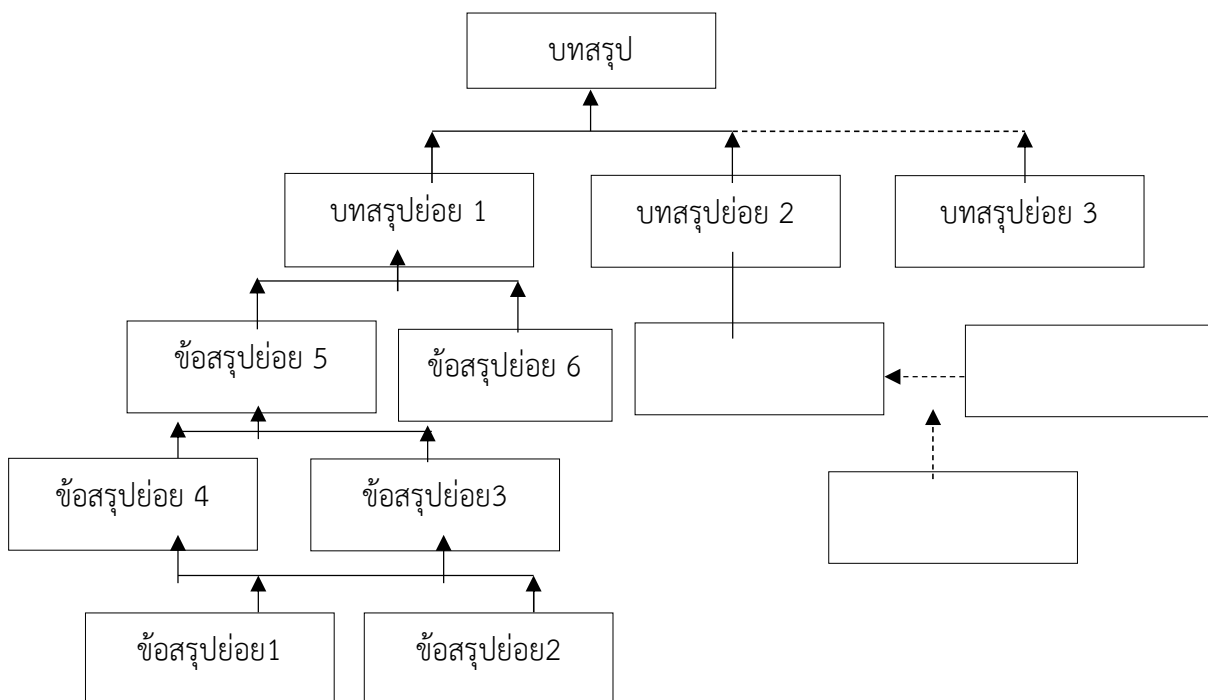 บทสรุป
บทสรุปย่อย 1
บทสรุปย่อย 2
บทสรุปย่อย 3
ข้อสรุปย่อย 5
ข้อสรุปย่อย 6
ข้อสรุปย่อย 4
ข้อสรุปย่อย3
ข้อสรุปย่อย1
ข้อสรุปย่อย2